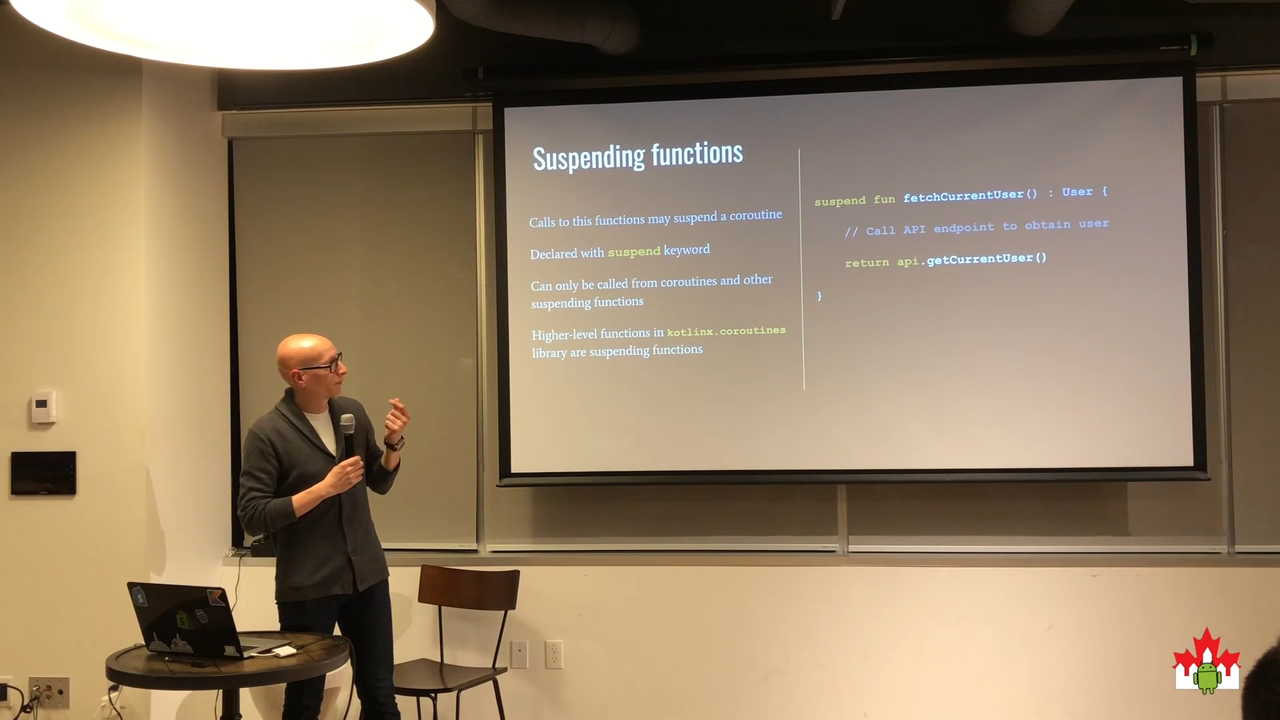 Suspending functions
Calls to this functions may suspend a coroutine
Declared with suspend keyword
Can only be called from coroutines and other
suspending functions
Higher-level functions in kotlinx.coroutines
library are suspending functions
suspend fun fetchCurrentUser() : User {
// Call API endpoint to obtain user
return api.getCurrentUser()
}